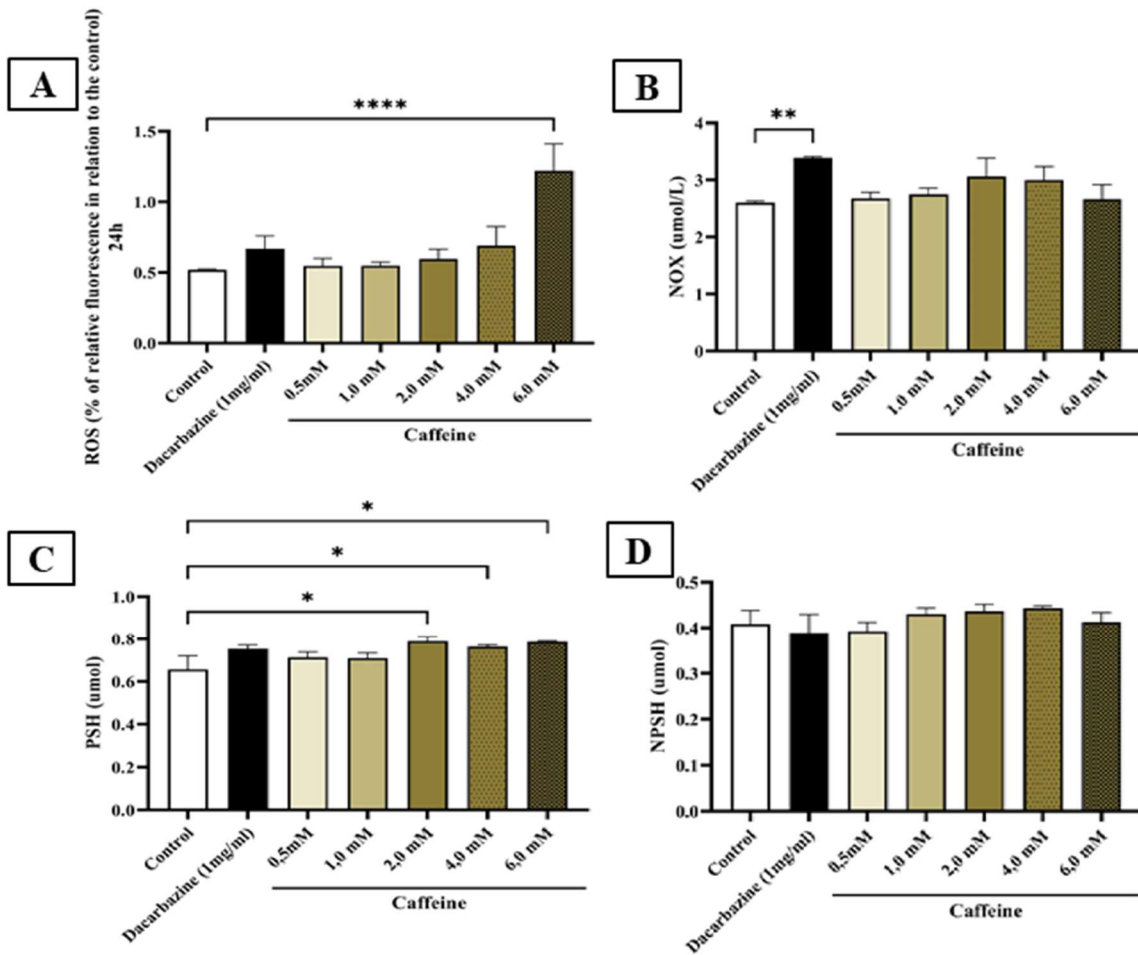 A
ROS (% of relative fluorescence in relation to the control)
24h
****
1.5
1.0
0.5
0.0
Control
Dacarbazine (1mg/ml)
0.5mM
1.0 mM
2.0 mM
4.0 mM
6.0 mM
Caffeine
B
NOX (umol/L)
**
4
3
2
1
0
Control
Dacarbazine (1mg/ml)
0.5mM
1.0 mM
2.0 mM
4.0 mM
6.0 mM
Caffeine
C
PSH (umol)
*
*
*
1.0
0.8
0.6
0.4
0.2
0.0
Control
Dacarbazine (1mg/ml)
0,5mM
1,0 mM
2,0 mM
4,0 mM
6,0 mM
Caffeine
D
NPSH (umol)
0.5
0.4
0.3
0.2
0.1
0.0
Control
Dacarbazine (1mg/ml)
0,5mM
1,0 mM
2,0 mM
4,0 mM
6,0 mM
Caffeine